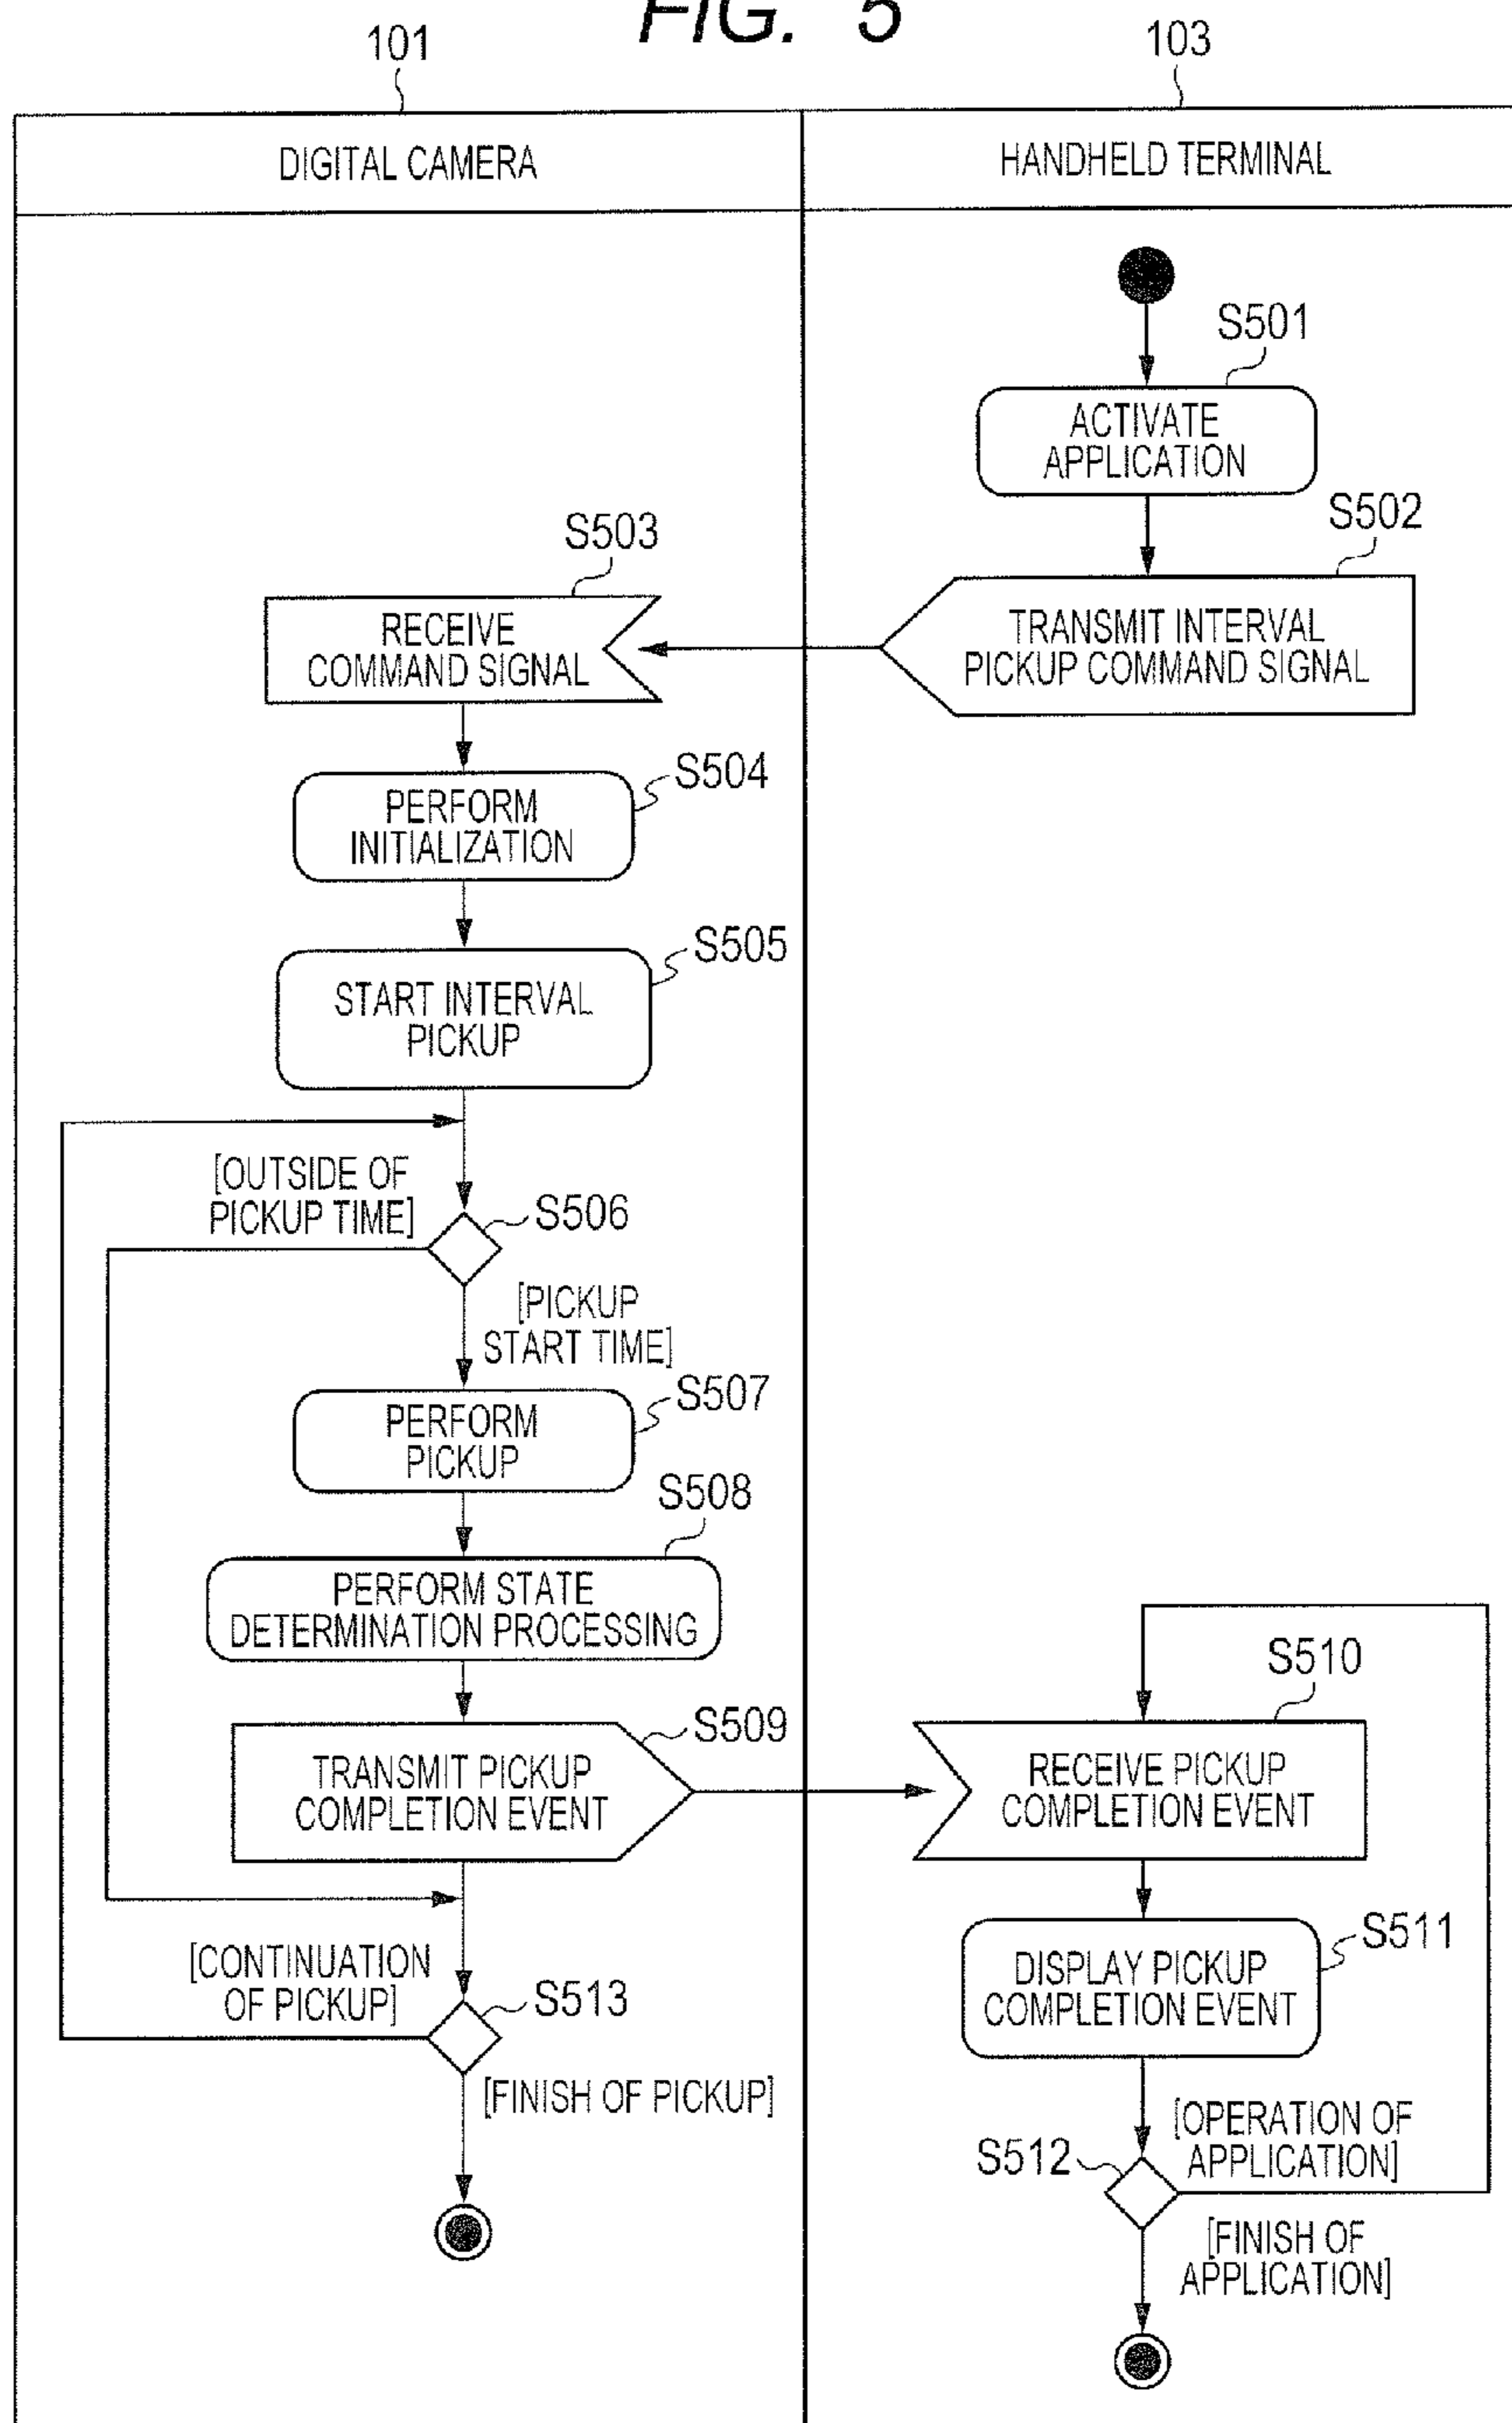 FIG. 5
101
103
DIGITAL CAMERA
HANDHELD TERMINAL
S501
ACTIVATE
APPLICATION
S502
TRANSMIT INTERVAL
PICKUP COMMAND SIGNAL
S503
RECEIVE
COMMAND SIGNAL
S504
PERFORM
INITIALIZATION
S505
START INTERVAL
PICKUP
[OUTSIDE OF
PICKUP TIME]
S506
[PICKUP
START TIME]
S507
PERFORM
PICKUP
S508
PERFORM STATE
DETERMINATION PROCESSING
S509
TRANSMIT PICKUP
COMPLETION EVENT
S510
RECEIVE PICKUP
COMPLETION EVENT
S511
DISPLAY PICKUP
COMPLETION EVENT
[CONTINUATION
OF PICKUP]
S513
[FINISH OF PICKUP]
S512
[OPERATION OF
APPLICATION]
[FINISH OF
APPLICATION]